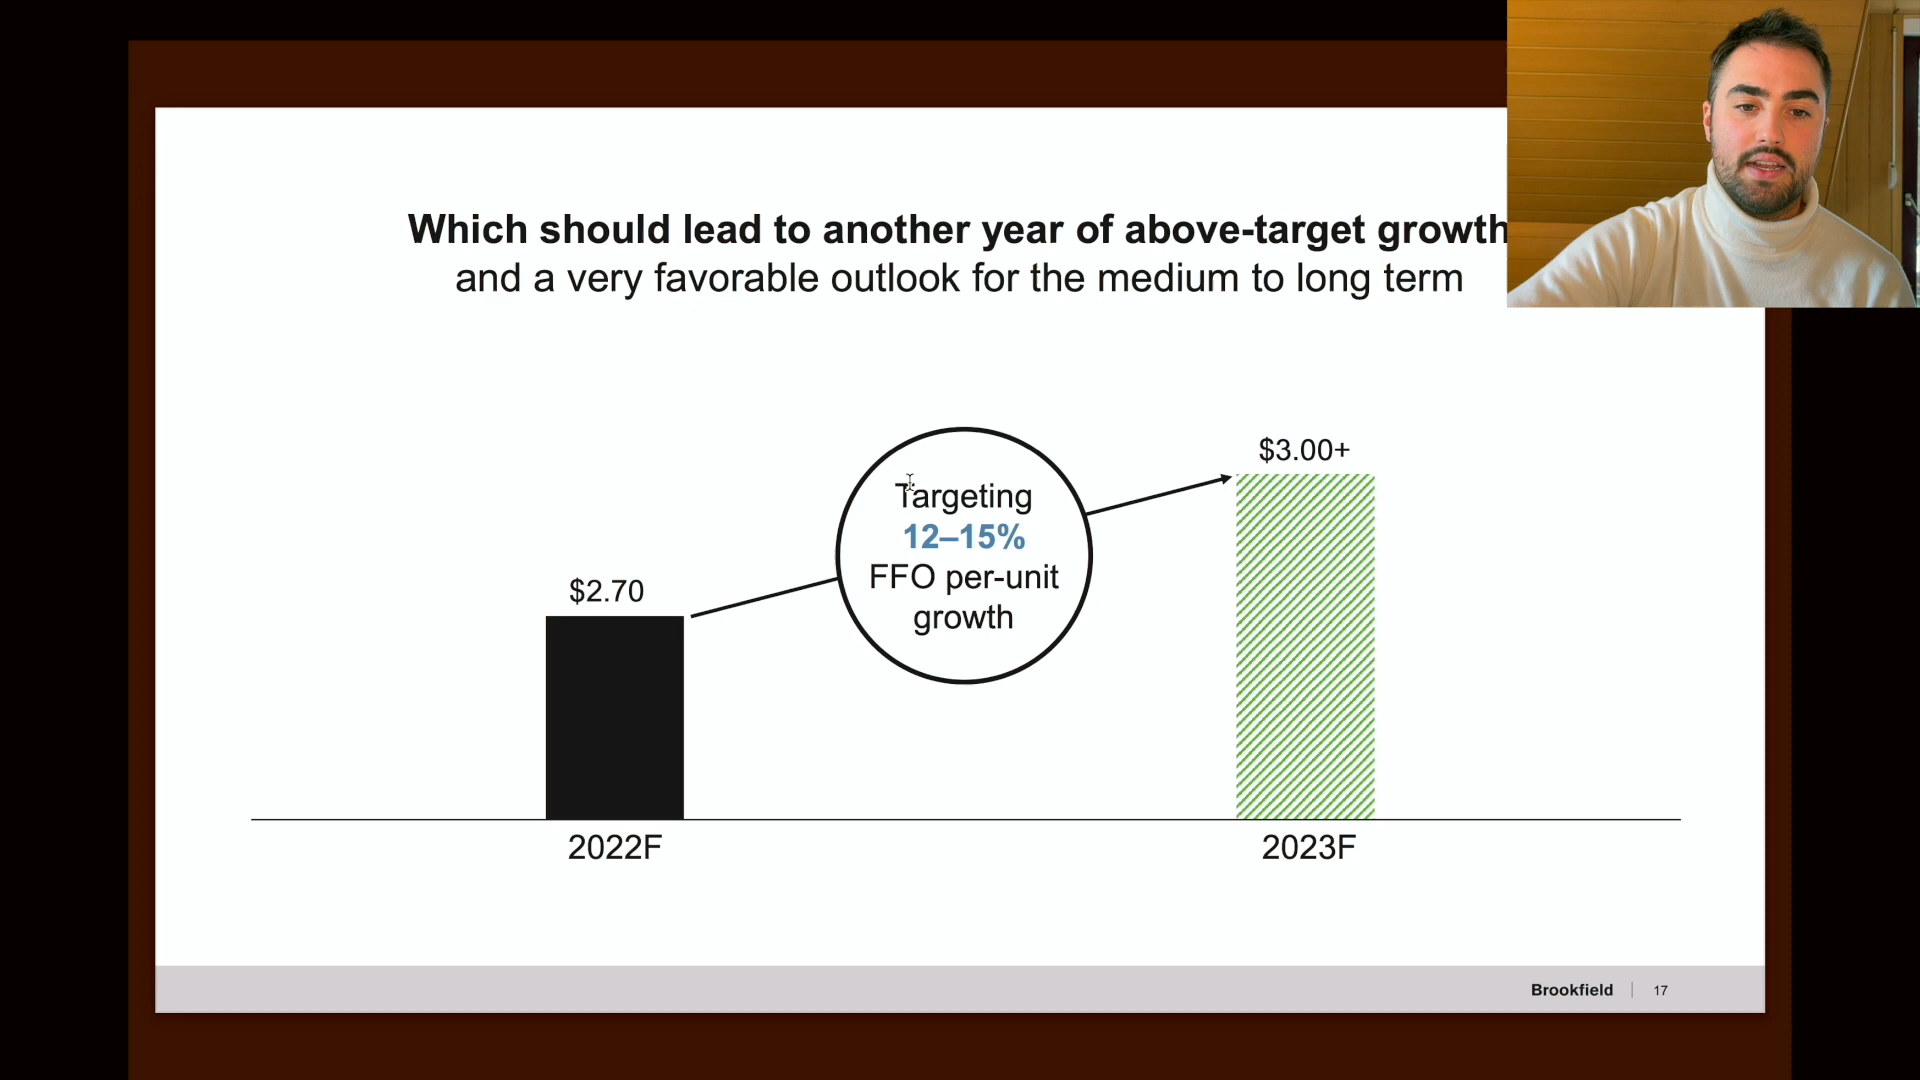 Which should lead to another year of above-target growth
and a very favorable outlook for the medium to long term
$3.00+
Targeting
12–15%
FFO per-unit
growth
$2.70
2022F
2023F
Brookfield | 17